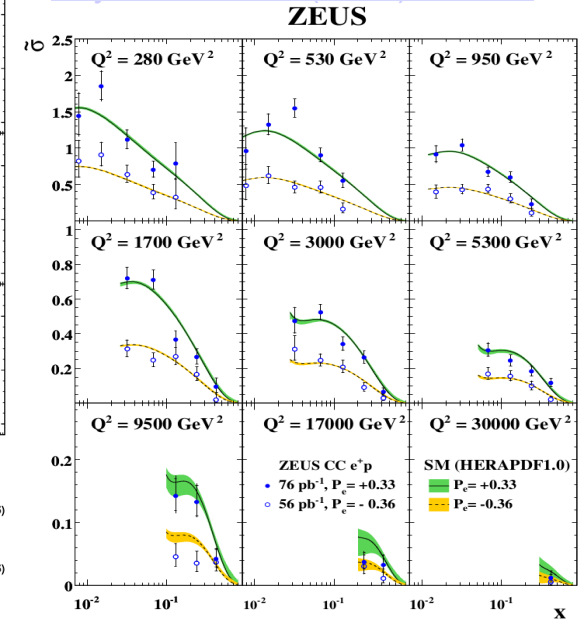 ZEUS
σ̃
Q² = 280 GeV²
Q² = 530 GeV²
Q² = 950 GeV²
2.5
2
1.5
1
0.5
Q² = 1700 GeV²
Q² = 3000 GeV²
Q² = 5300 GeV²
1
0.8
0.6
0.4
0.2
Q² = 9500 GeV²
Q² = 17000 GeV²
Q² = 30000 GeV²
0.2
0.1
0
ZEUS CC e⁺p
76 pb⁻¹, Pₑ= +0.33
56 pb⁻¹, Pₑ= - 0.36
SM (HERAPDF1.0)
Pₑ= +0.33
Pₑ= -0.36
10⁻² 10⁻¹ 10⁻² 10⁻¹ 10⁻² 10⁻¹
x